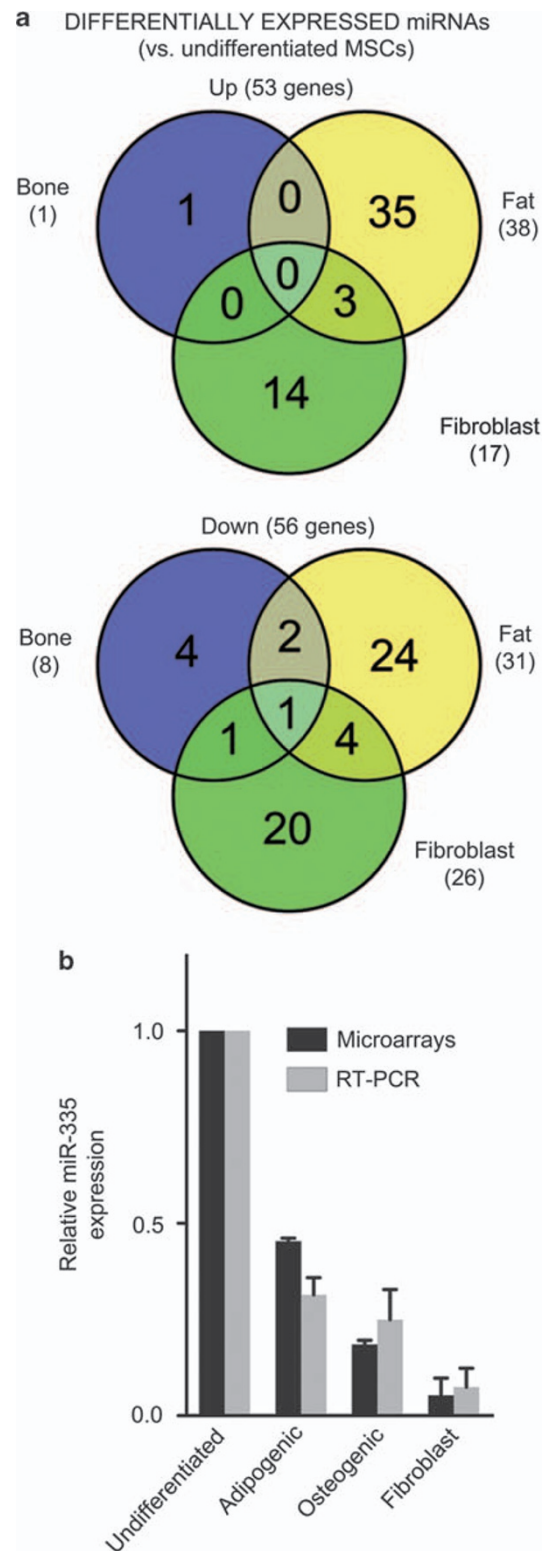 a DIFFERENTIALLY EXPRESSED miRNAs
(vs. undifferentiated MSCs)
Up (53 genes)
Bone
(1)
1
0
35
Fat
(38)
0
0
3
14
Fibroblast
(17)
Down (56 genes)
Bone
(8)
4
2
24
Fat
(31)
1
1
4
20
Fibroblast
(26)
b
Relative miR-335
expression
1.0
0.5
0.0
Microarrays
RT-PCR
Undifferentiated
Adipogenic
Osteogenic
Fibroblast